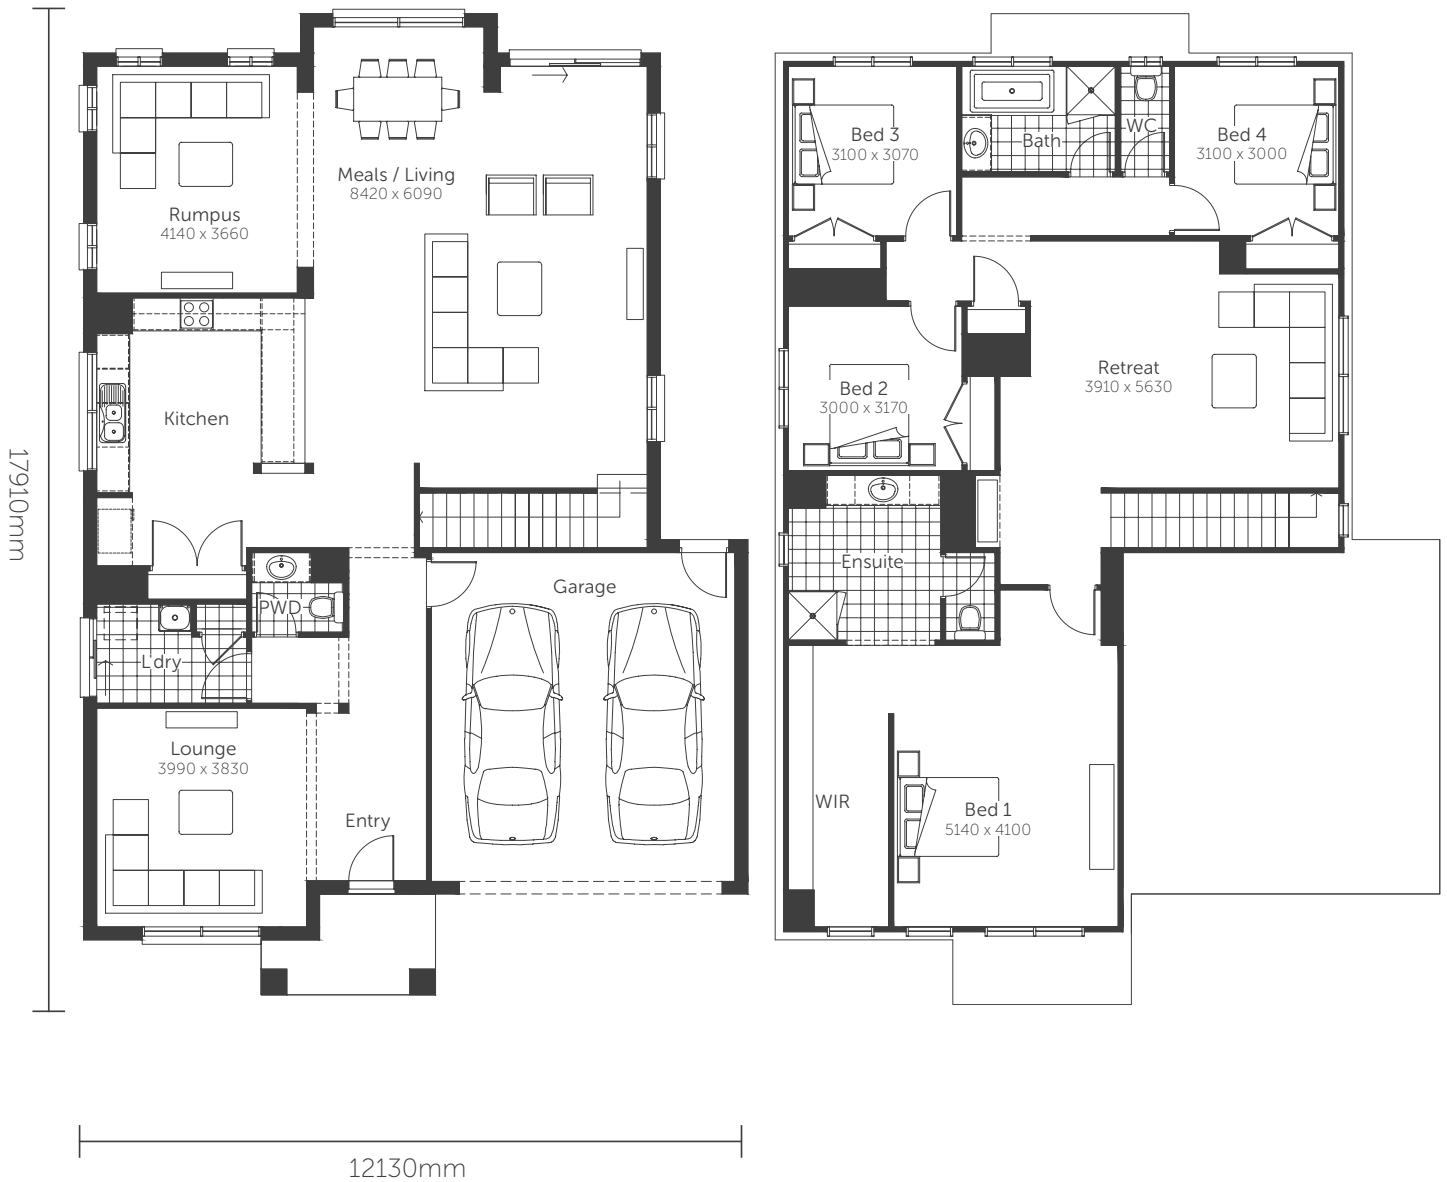 Meals / Living
8420 x 6090
Rumpus
4140 x 3660
Kitchen
Garage
PWD
L'dry
Lounge
3990 x 3830
Entry
17910mm
12130mm
Bed 3
3100 x 3070
Bath
WC
Bed 4
3100 x 3000
Retreat
3910 x 5630
Bed 2
3000 x 3170
Ensuite
WIR
Bed 1
5140 x 4100